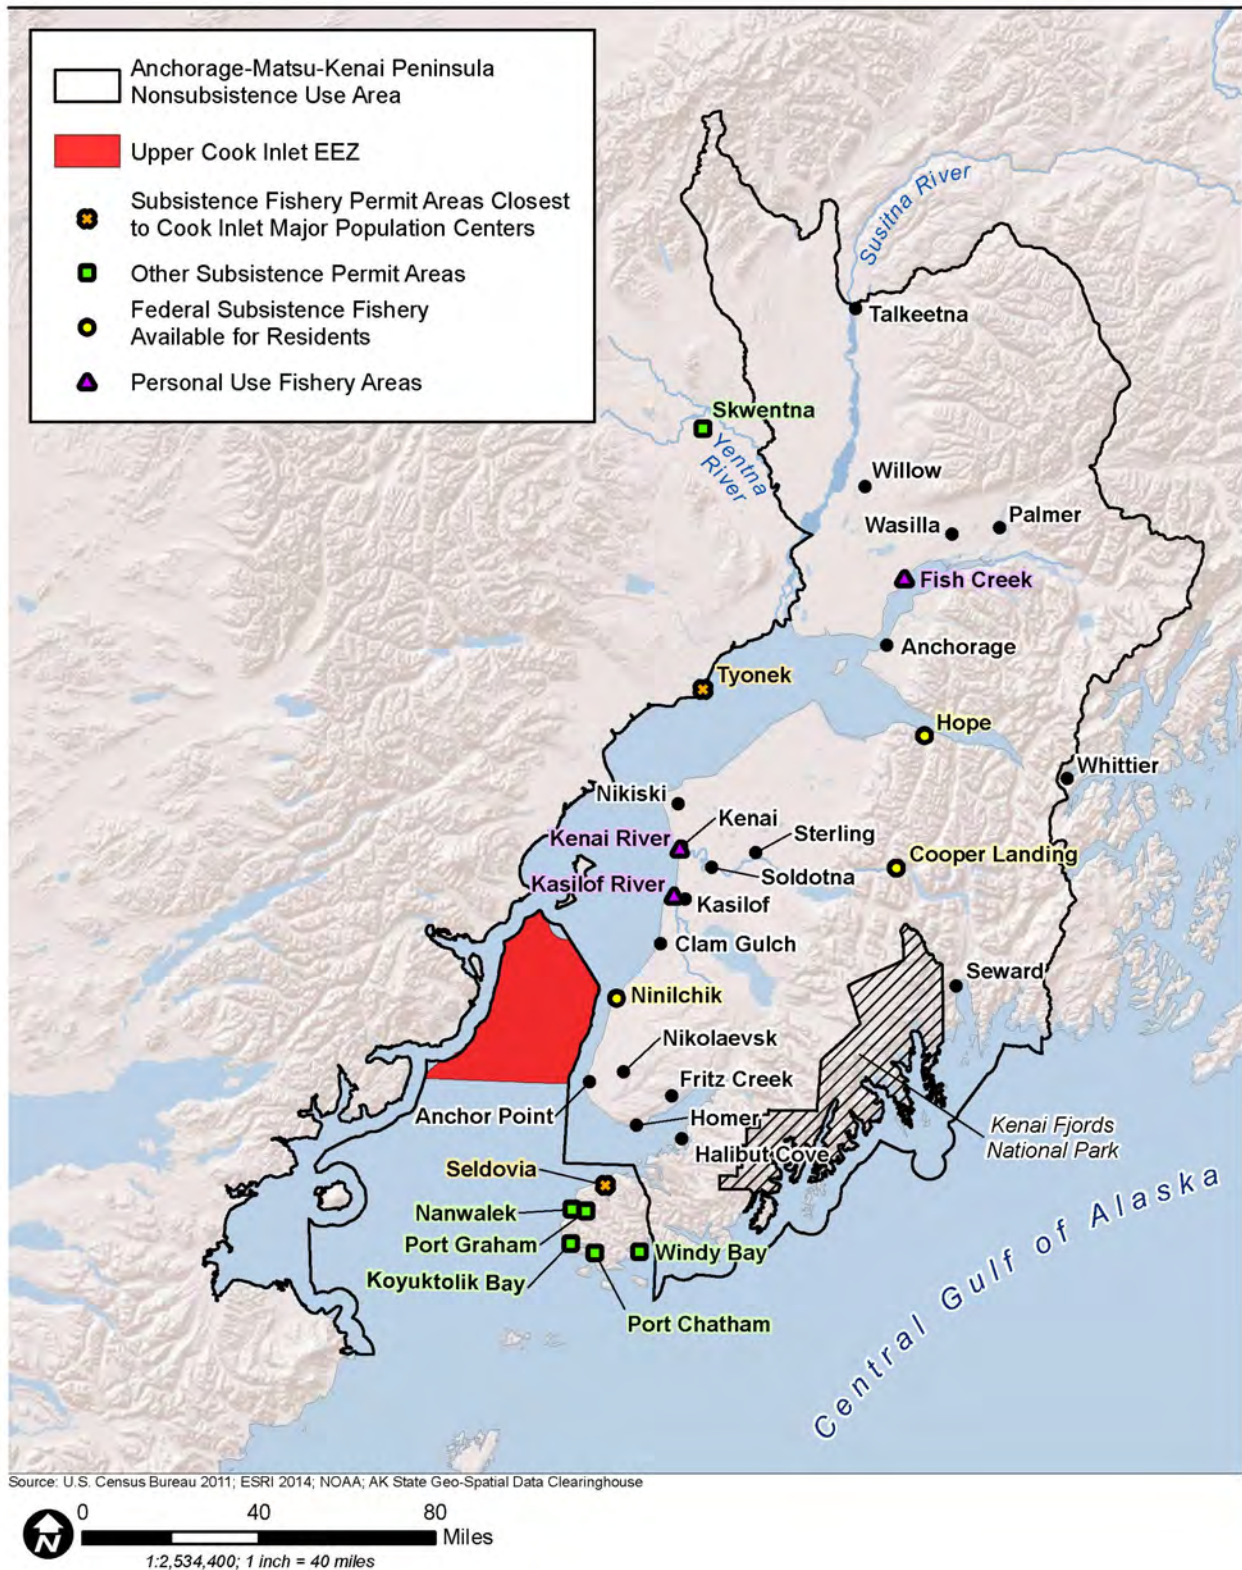 Anchorage-Matsu-Kenai Peninsula
Nonsubsistence Use Area
Upper Cook Inlet EEZ
Subsistence Fishery Permit Areas Closest
to Cook Inlet Major Population Centers
Other Subsistence Permit Areas
Federal Subsistence Fishery
Available for Residents
Personal Use Fishery Areas
Susitna River
Talkeetna
Skwentna
Yentna
River
Willow
Wasilla
Palmer
Fish Creek
Anchorage
Tyonek
Hope
Whittier
Nikiski
Kenai
Kenai River
Sterling
Cooper Landing
Soldotna
Kasilof River
Kasilof
Clam Gulch
Seward
Ninilchik
Nikolaevsk
Fritz Creek
Anchor Point
Homer
Halibut Cove
Kenai Fjords
National Park
Seldovia
Nanwalek
Port Graham
Windy Bay
Koyuktolik Bay
Port Chatham
Central Gulf of Alaska
Source: U.S. Census Bureau 2011; ESRI 2014; NOAA; AK State Geo-Spatial Data Clearinghouse
N
0 40 80
Miles
1:2,534,400; 1 inch = 40 miles